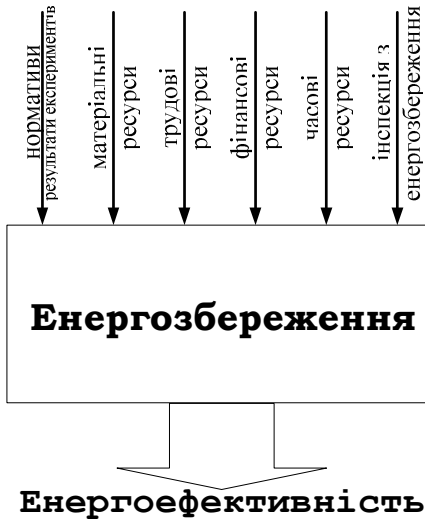 нормативи
результати експериментів
матеріальні
ресурси
трудові
ресурси
фінансові
ресурси
часові
ресурси
інспекція з
енергозбереження
Енергозбереження
Енергоефективність